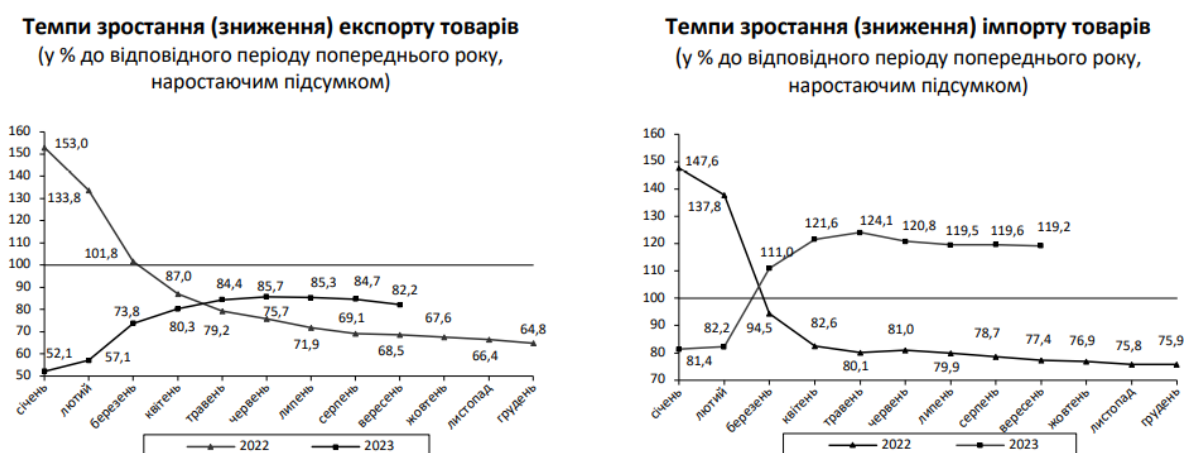 Темпи зростання (зниження) експорту товарів
(у % до відповідного періоду попереднього року,
наростаючим підсумком)
160
150
140
130
120
110
100
90
80
70
60
50
153,0
133,8
101,8
87,0
79,2
75,7
71,9
69,1
68,5
67,6
66,4
64,8
52,1
57,1
73,8
80,3
84,4
85,7
85,3
84,7
82,2
січень
лютий
березень
квітень
травень
червень
липень
серпень
вересень
жовтень
листопад
грудень
2022
2023
Темпи зростання (зниження) імпорту товарів
(у % до відповідного періоду попереднього року,
наростаючим підсумком)
160
150
140
130
120
110
100
90
80
70
147,6
137,8
94,5
82,6
80,1
81,0
79,9
78,7
77,4
76,9
75,8
75,9
81,4
82,2
111,0
121,6
124,1
120,8
119,5
119,6
119,2
січень
лютий
березень
квітень
травень
червень
липень
серпень
вересень
жовтень
листопад
грудень
2022
2023